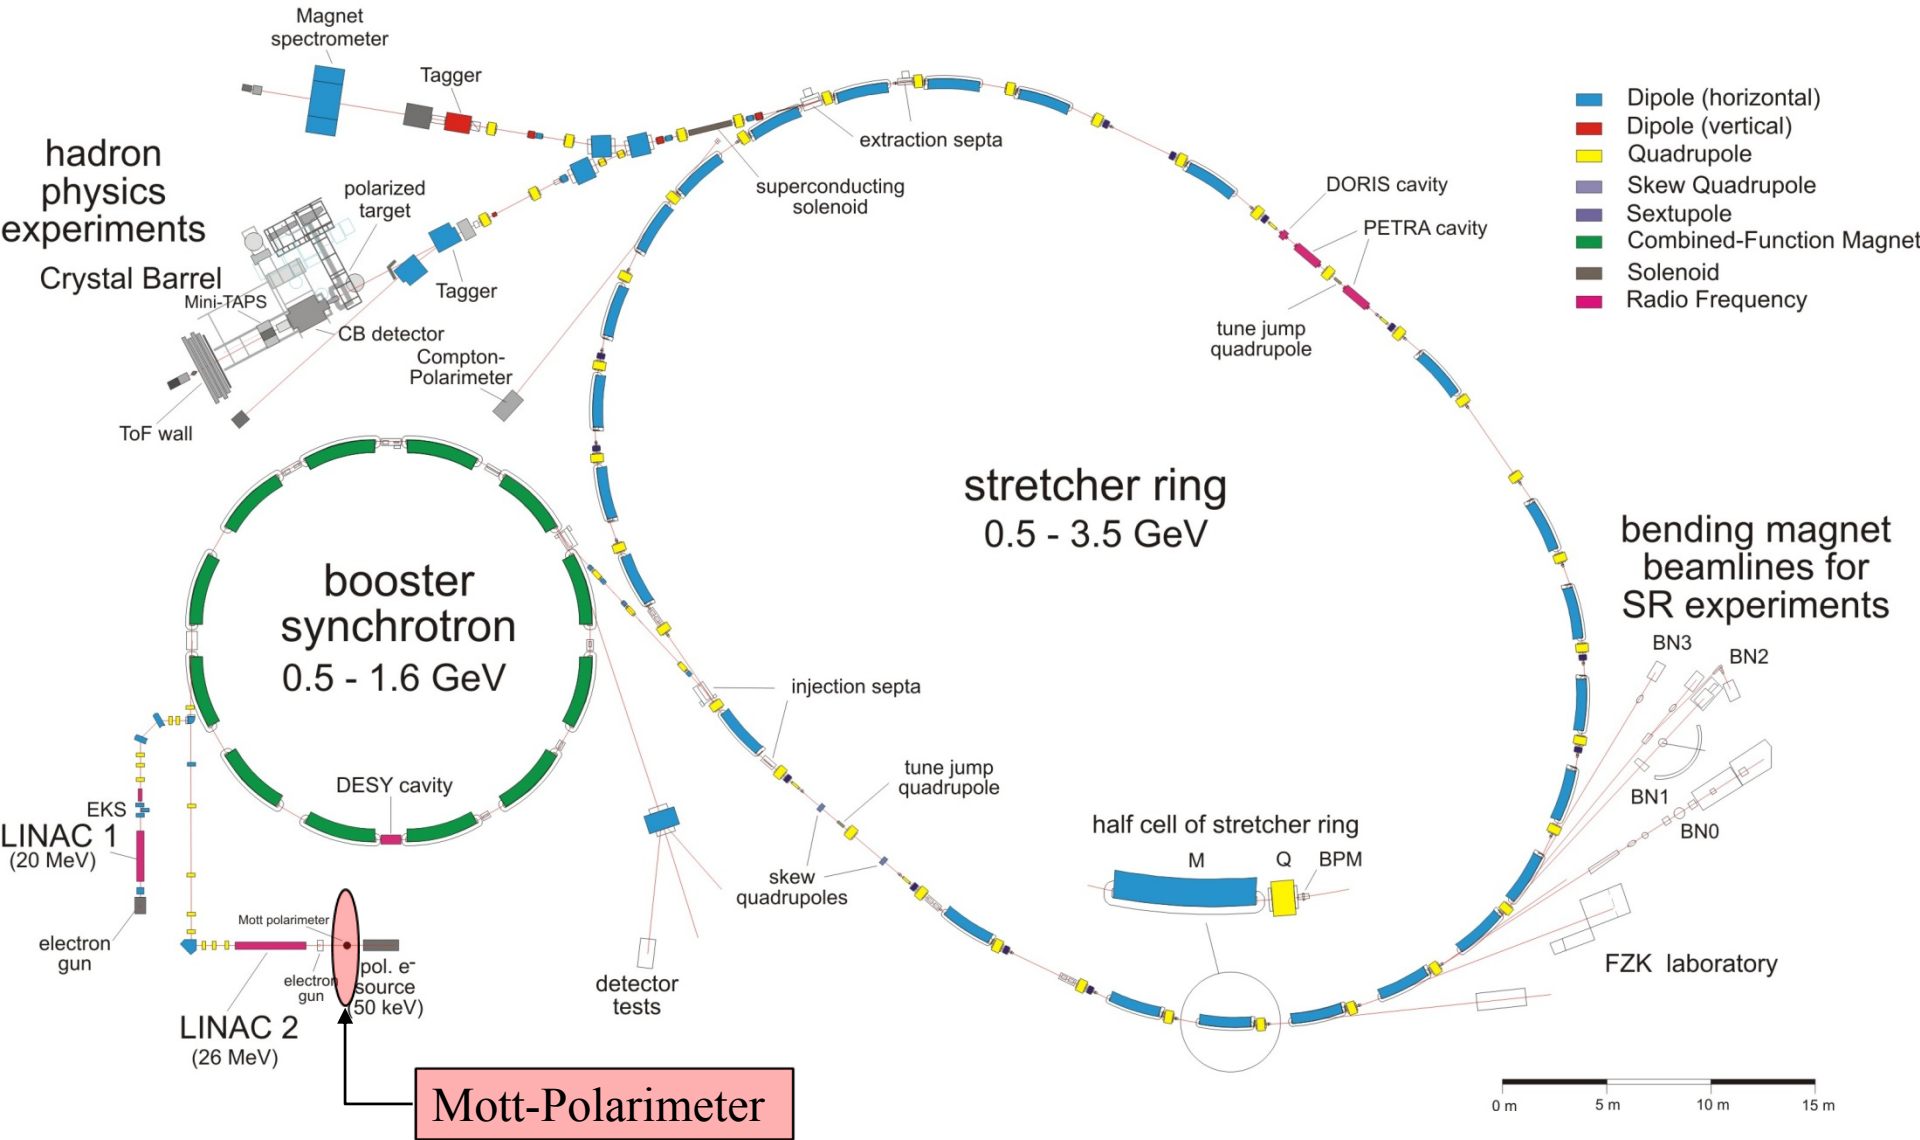 Magnet
spectrometer
Tagger
hadron
physics
experiments
Crystal Barrel
polarized
target
Mini-TAPS
CB detector
Tagger
ToF wall
Compton-
Polarimeter
extraction septa
superconducting
solenoid
DORIS cavity
PETRA cavity
tune jump
quadrupole
Dipole (horizontal)
Dipole (vertical)
Quadrupole
Skew Quadrupole
Sextupole
Combined-Function Magnet
Solenoid
Radio Frequency
stretcher ring
0.5 - 3.5 GeV
booster
synchrotron
0.5 - 1.6 GeV
DESY cavity
injection septa
tune jump
quadrupole
skew
quadrupoles
detector
tests
half cell of stretcher ring
M
Q
BPM
bending magnet
beamlines for
SR experiments
BN3
BN2
BN1
BN0
FZK laboratory
EKS
LINAC 1
(20 MeV)
electron
gun
Mott polarimeter
electron
gun
pol. e-
source
(50 keV)
LINAC 2
(26 MeV)
Mott-Polarimeter
0 m
5 m
10 m
15 m